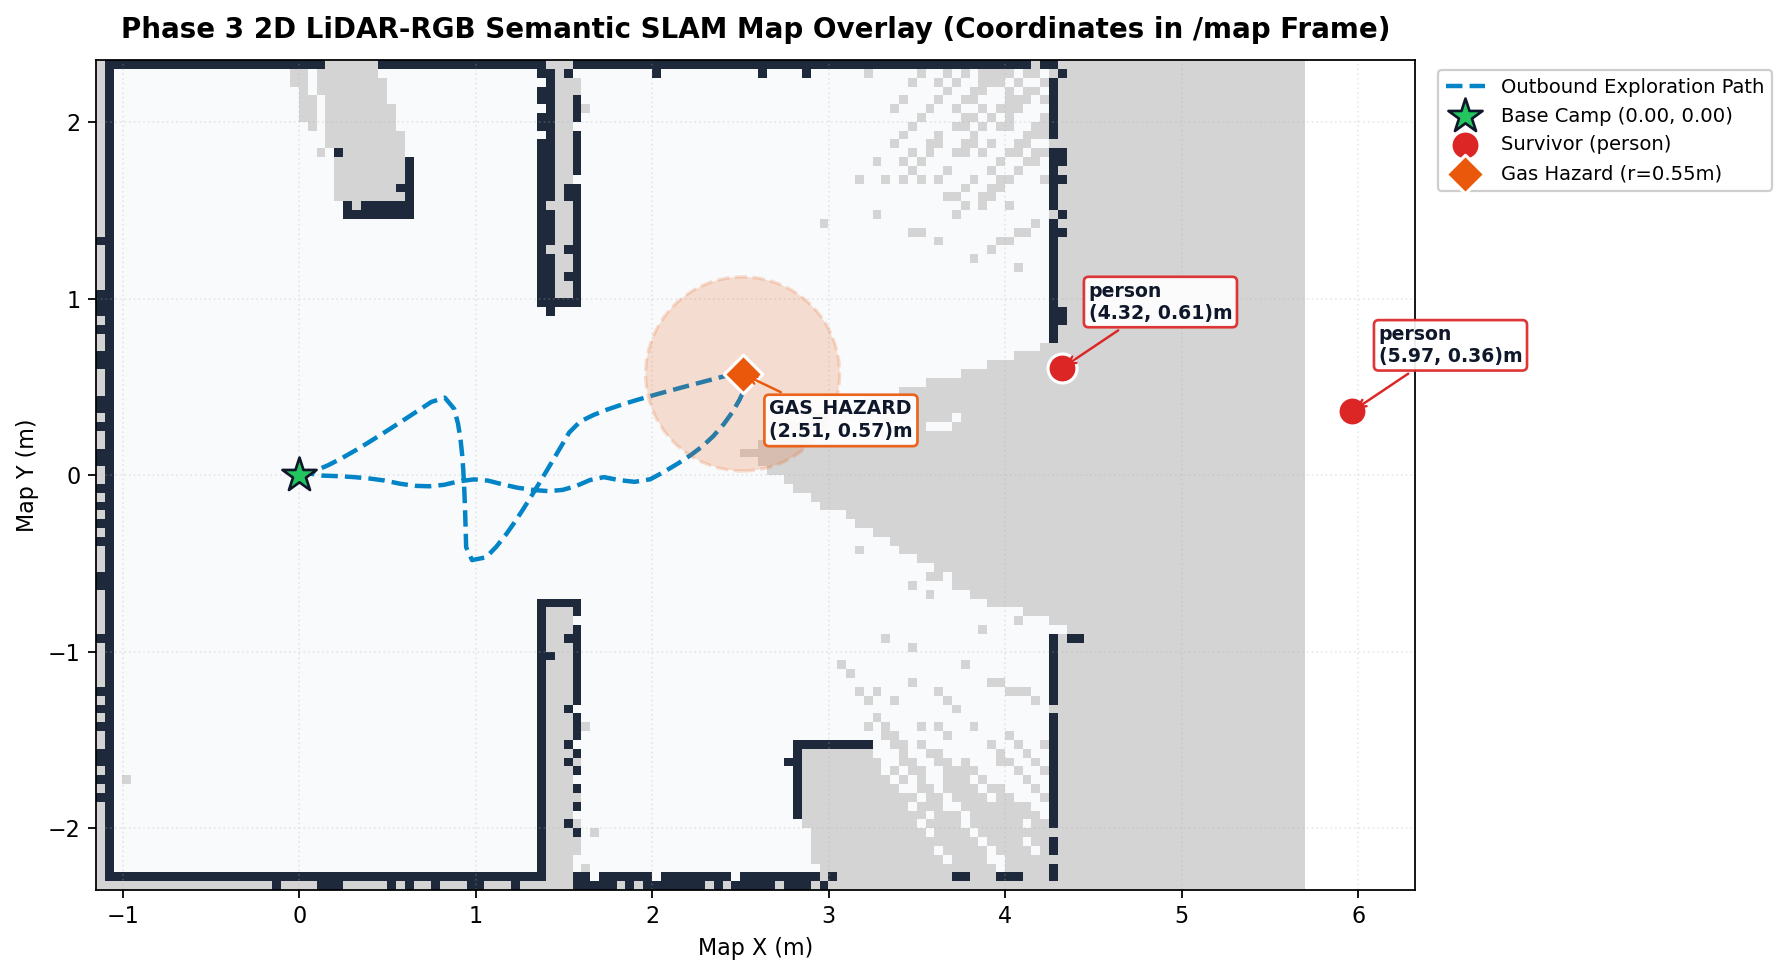 Phase 3 2D LiDAR-RGB Semantic SLAM Map Overlay (Coordinates in /map Frame)
Outbound Exploration Path
Base Camp (0.00, 0.00)
Survivor (person)
Gas Hazard (r=0.55m)
person
(4.32, 0.61)m
person
(5.97, 0.36)m
GAS_HAZARD
(2.51, 0.57)m
Map Y (m)
2
1
0
−1
−2
−1 0 1 2 3 4 5 6
Map X (m)